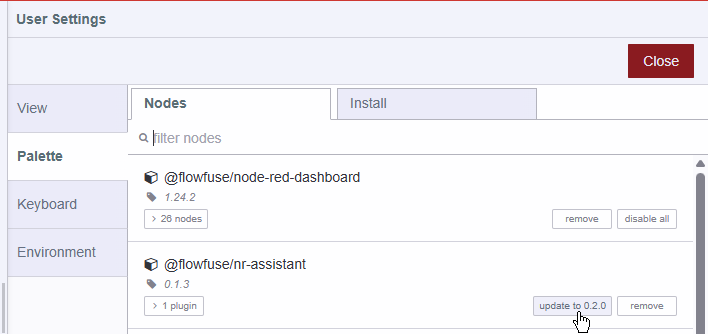 User Settings
Close
View
Palette
Keyboard
Environment
Nodes
Install
filter nodes
@flowfuse/node-red-dashboard
1.24.2
> 26 nodes
remove
disable all
@flowfuse/nr-assistant
0.1.3
> 1 plugin
update to 0.2.0
remove